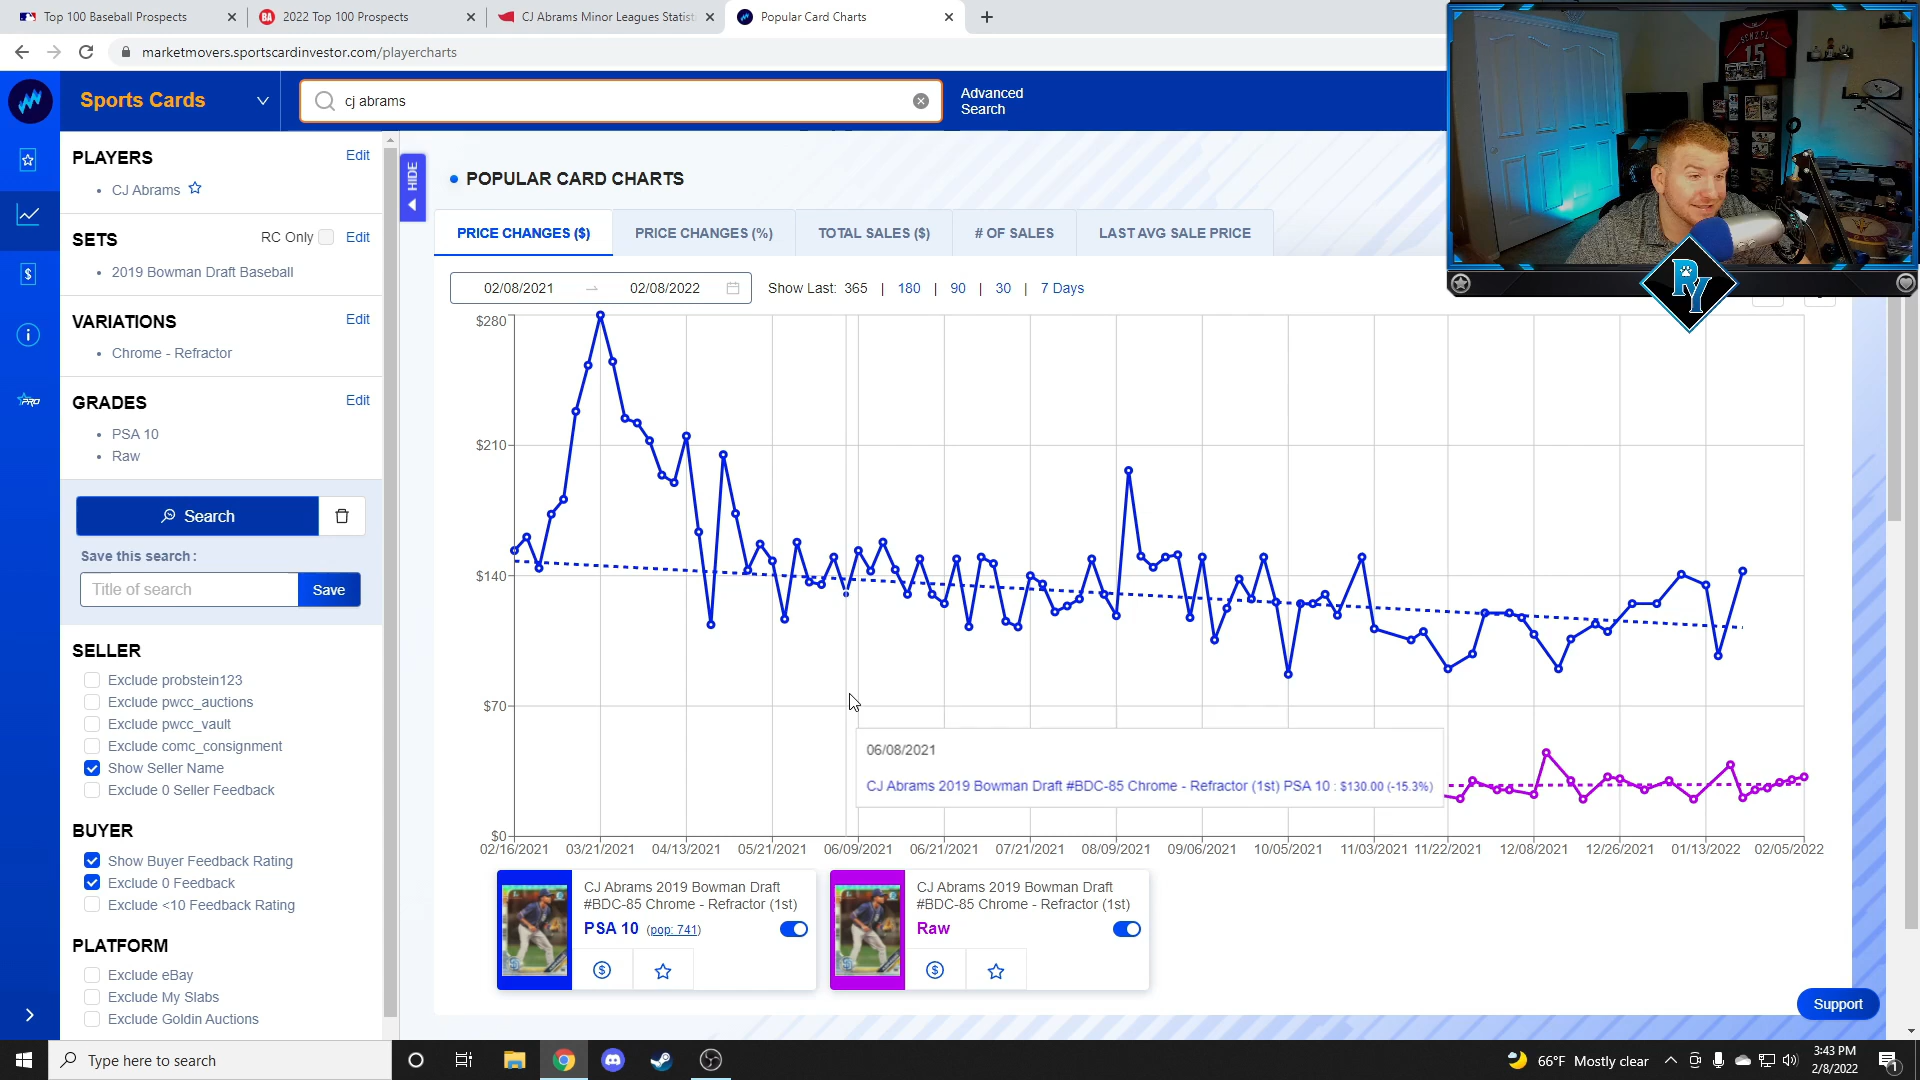 Top 100 Baseball Prospects
2022 Top 100 Prospects
CJ Abrams Minor Leagues Statist
Popular Card Charts
marketmovers.sportscardinvestor.com/playercharts
Sports Cards
cj abrams
Advanced
Search
SENZEL
15
RY
PLAYERS
Edit
CJ Abrams
SETS
RC Only
Edit
2019 Bowman Draft Baseball
VARIATIONS
Edit
Chrome - Refractor
GRADES
Edit
PSA 10
Raw
Search
Save this search:
Title of search
Save
SELLER
Exclude probstein123
Exclude pwcc_auctions
Exclude pwcc_vault
Exclude comc_consignment
Show Seller Name
Exclude 0 Seller Feedback
BUYER
Show Buyer Feedback Rating
Exclude 0 Feedback
Exclude <10 Feedback Rating
PLATFORM
Exclude eBay
Exclude My Slabs
Exclude Goldin Auctions
PRO
HIDE
POPULAR CARD CHARTS
PRICE CHANGES ($)
PRICE CHANGES (%)
TOTAL SALES ($)
# OF SALES
LAST AVG SALE PRICE
02/08/2021
02/08/2022
Show Last: 365 | 180 | 90 | 30 | 7 Days
$280
$210
$140
$70
$0
06/08/2021
CJ Abrams 2019 Bowman Draft #BDC-85 Chrome - Refractor (1st) PSA 10 : $130.00 (-15.3%)
02/16/2021 03/21/2021 04/13/2021 05/21/2021 06/09/2021 06/21/2021 07/21/2021 08/09/2021 09/06/2021 10/05/2021 11/03/2021 11/22/2021 12/08/2021 12/26/2021 01/13/2022 02/05/2022
CJ Abrams 2019 Bowman Draft
#BDC-85 Chrome - Refractor (1st)
PSA 10 (pop: 741)
CJ Abrams 2019 Bowman Draft
#BDC-85 Chrome - Refractor (1st)
Raw
Support
Type here to search
66°F Mostly clear
3:43 PM
2/8/2022
1